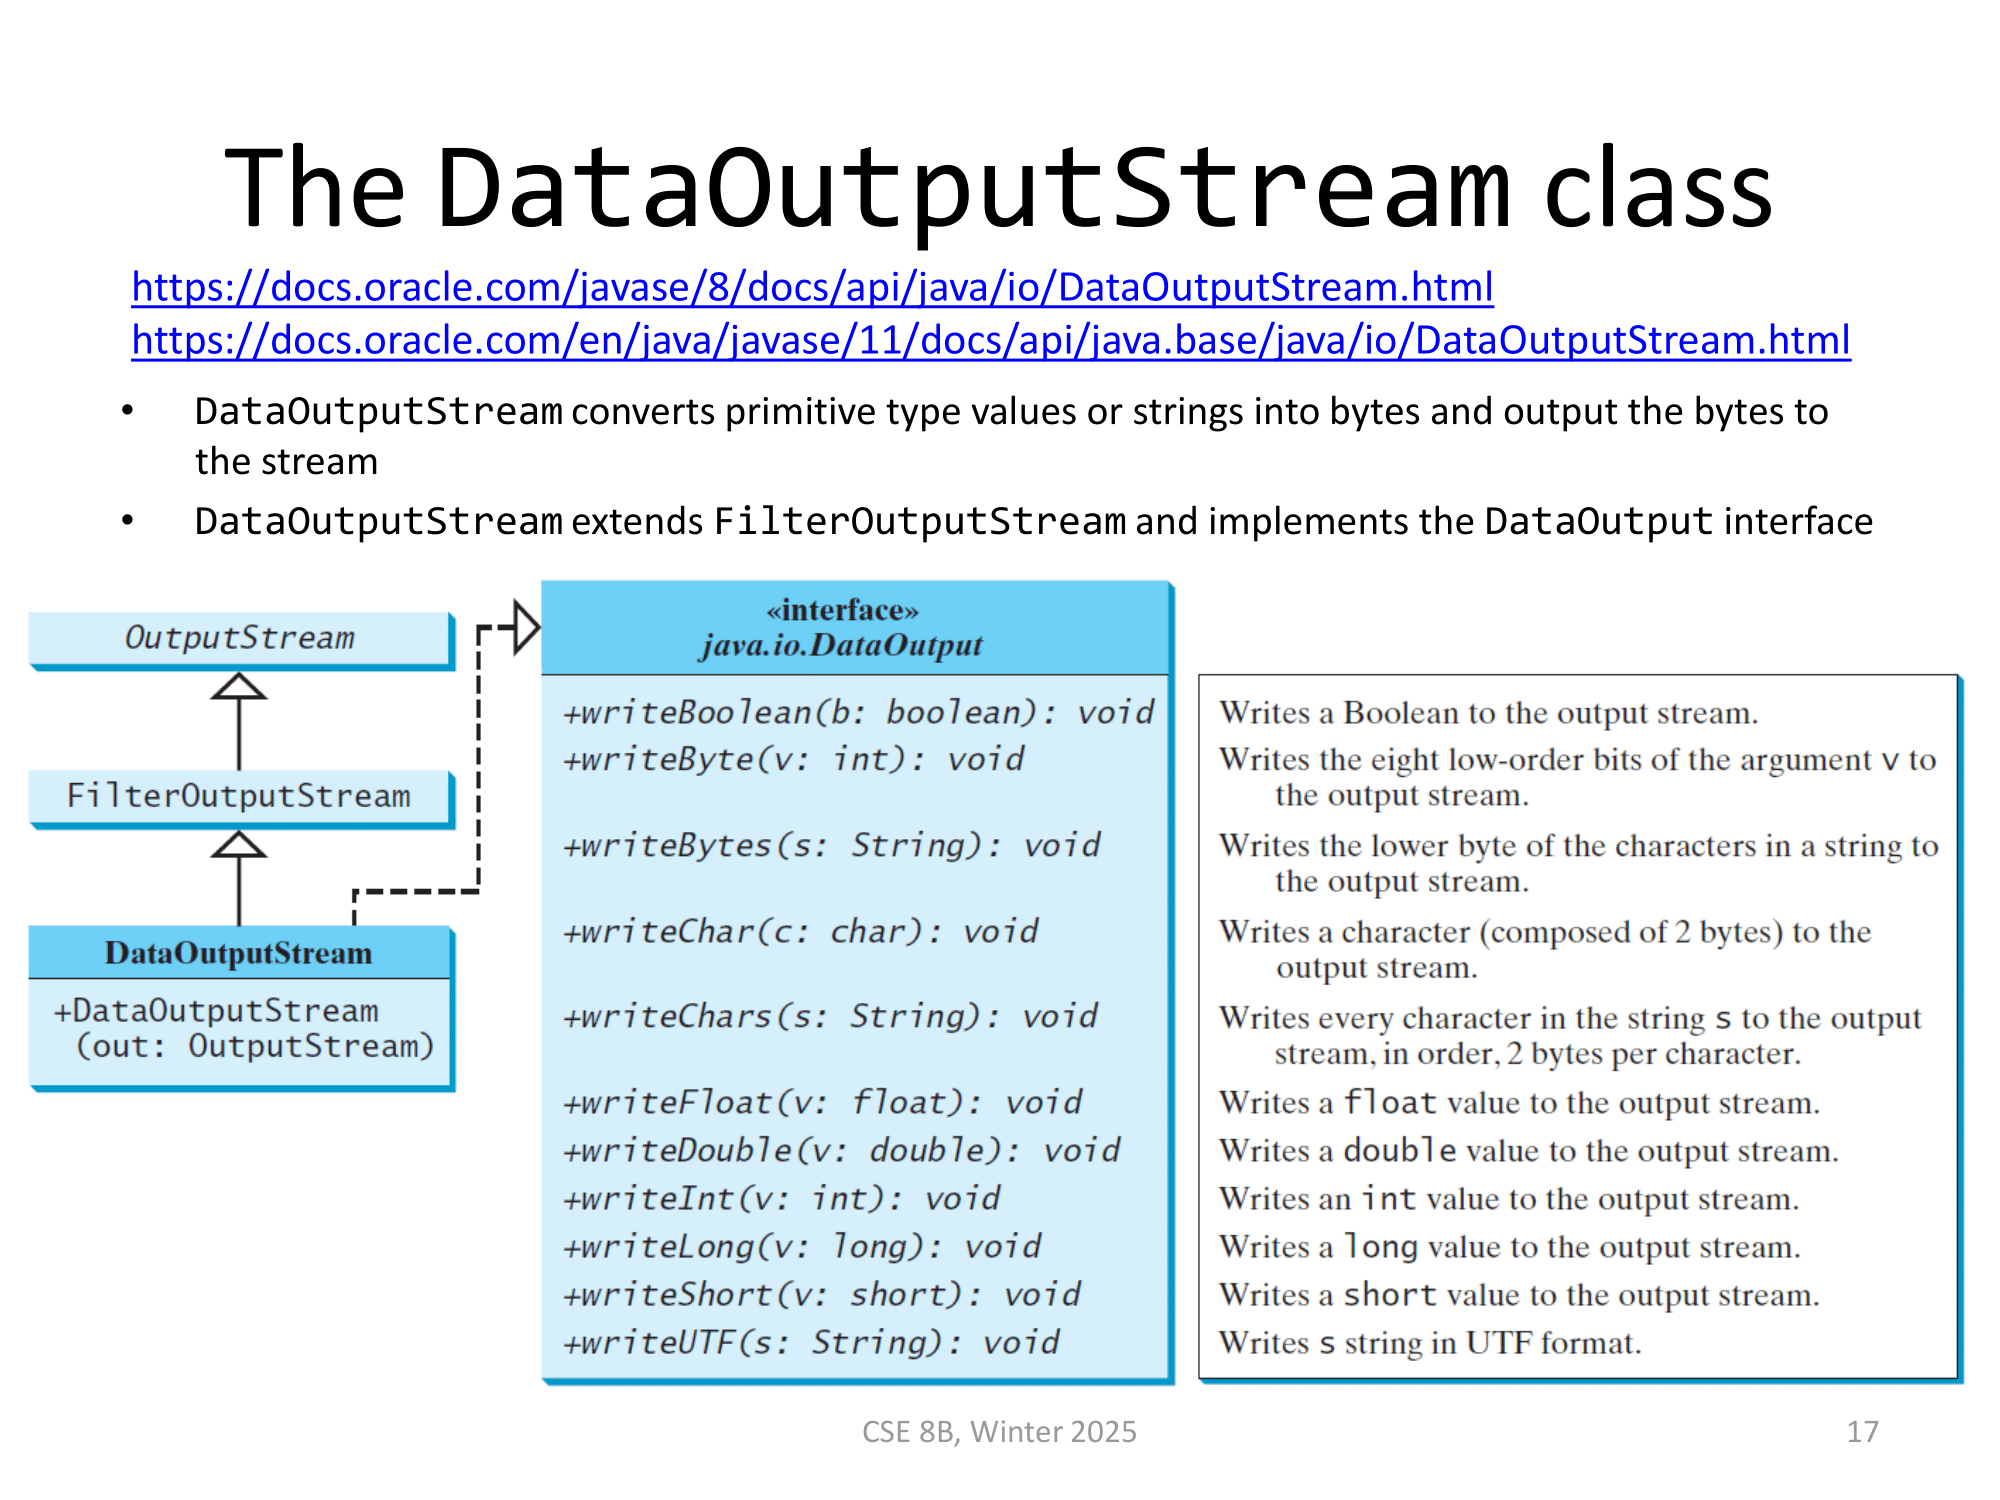 The DataOutputStream class
https://docs.oracle.com/javase/8/docs/api/java/io/DataOutputStream.html
https://docs.oracle.com/en/java/javase/11/docs/api/java.base/java/io/DataOutputStream.html
• DataOutputStream converts primitive type values or strings into bytes and output the bytes to
the stream
• DataOutputStream extends FilterOutputStream and implements the DataOutput interface
OutputStream
FilterOutputStream
DataOutputStream
+DataOutputStream
(out: OutputStream)
«interface»
java.io.DataOutput
+writeBoolean(b: boolean): void
+writeByte(v: int): void
+writeBytes(s: String): void
+writeChar(c: char): void
+writeChars(s: String): void
+writeFloat(v: float): void
+writeDouble(v: double): void
+writeInt(v: int): void
+writeLong(v: long): void
+writeShort(v: short): void
+writeUTF(s: String): void
Writes a Boolean to the output stream.
Writes the eight low-order bits of the argument v to
the output stream.
Writes the lower byte of the characters in a string to
the output stream.
Writes a character (composed of 2 bytes) to the
output stream.
Writes every character in the string s to the output
stream, in order, 2 bytes per character.
Writes a float value to the output stream.
Writes a double value to the output stream.
Writes an int value to the output stream.
Writes a long value to the output stream.
Writes a short value to the output stream.
Writes s string in UTF format.
CSE 8B, Winter 2025
17